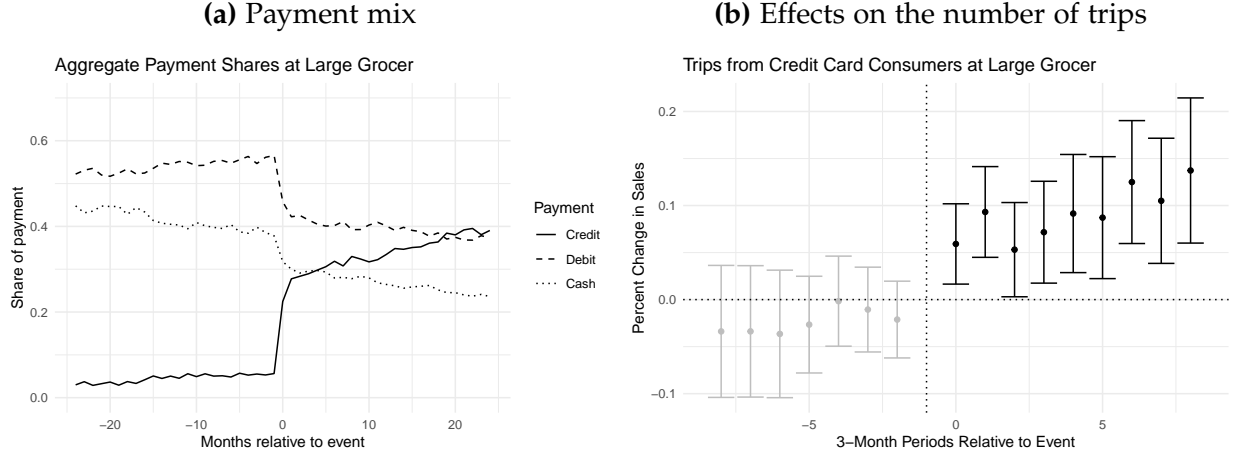 (a) Payment mix
Aggregate Payment Shares at Large Grocer
Share of payment
0.6
0.4
0.2
0.0
−20
−10
0
10
20
Months relative to event
Payment
Credit
Debit
Cash
(b) Effects on the number of trips
Trips from Credit Card Consumers at Large Grocer
Percent Change in Sales
0.2
0.1
0.0
−0.1
−5
0
5
3−Month Periods Relative to Event